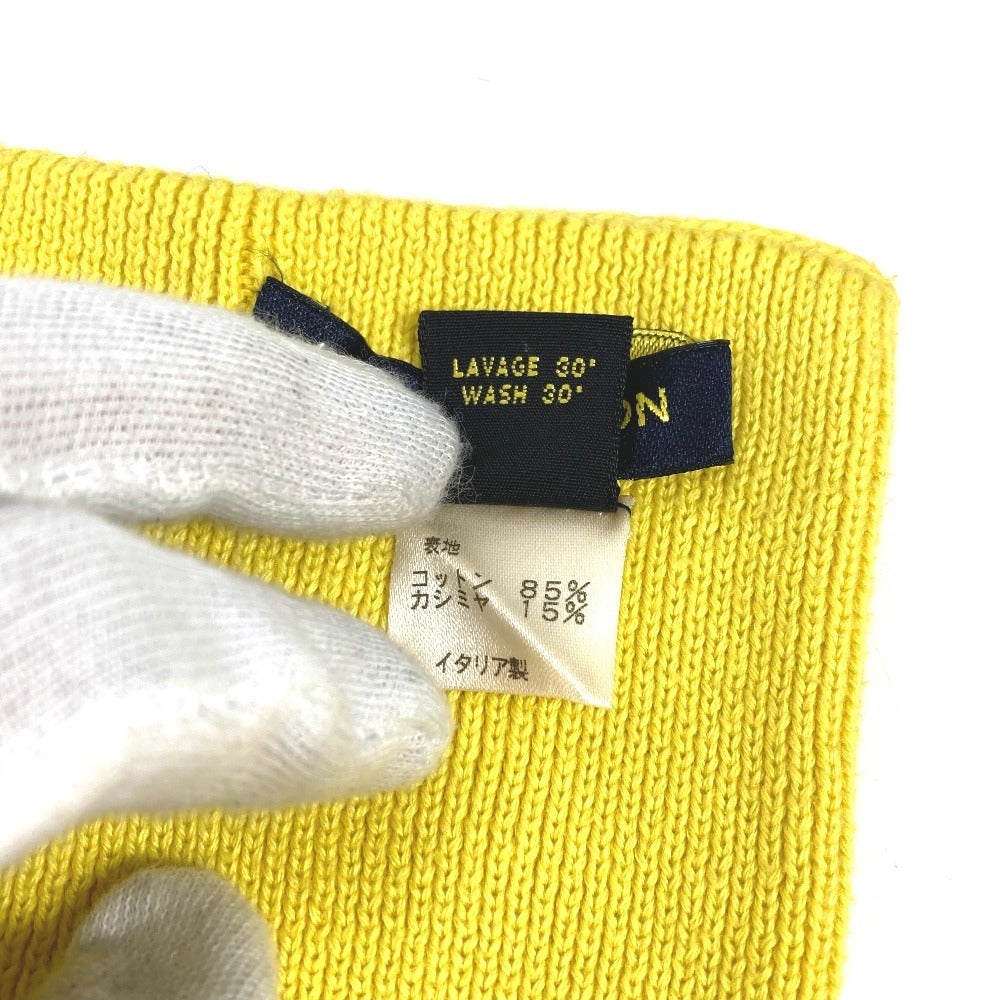 LAVAGE 30°
WASH 30°
ON
表地
コットン 85%
カシミヤ 15%
イタリア製